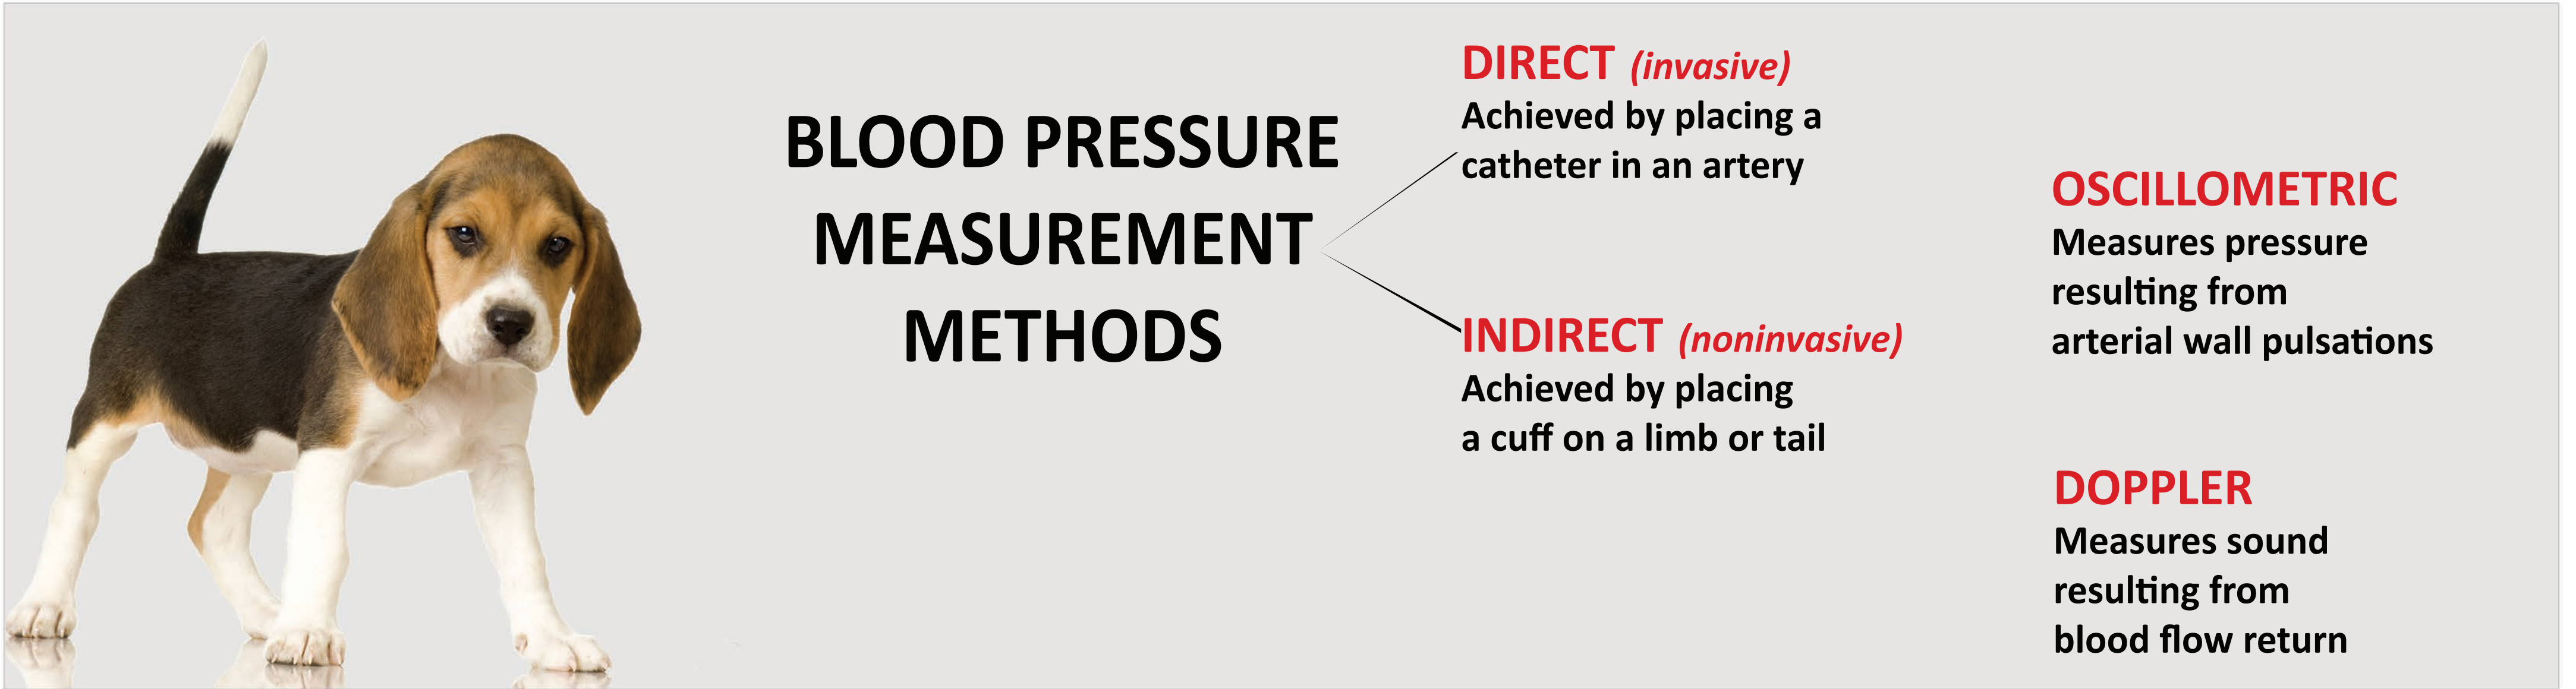 BLOOD PRESSURE
MEASUREMENT
METHODS
DIRECT (invasive)
Achieved by placing a
catheter in an artery
INDIRECT (noninvasive)
Achieved by placing
a cuff on a limb or tail
OSCILLOMETRIC
Measures pressure
resulting from
arterial wall pulsations
DOPPLER
Measures sound
resulting from
blood flow return